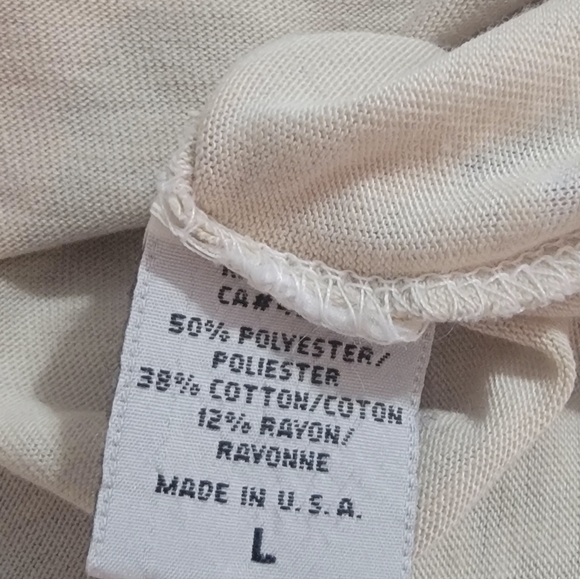 CA#
50% POLYESTER/
POLIESTER
38% COTTON/COTON
12% RAYON/
RAYONNE
MADE IN U.S.A.
L